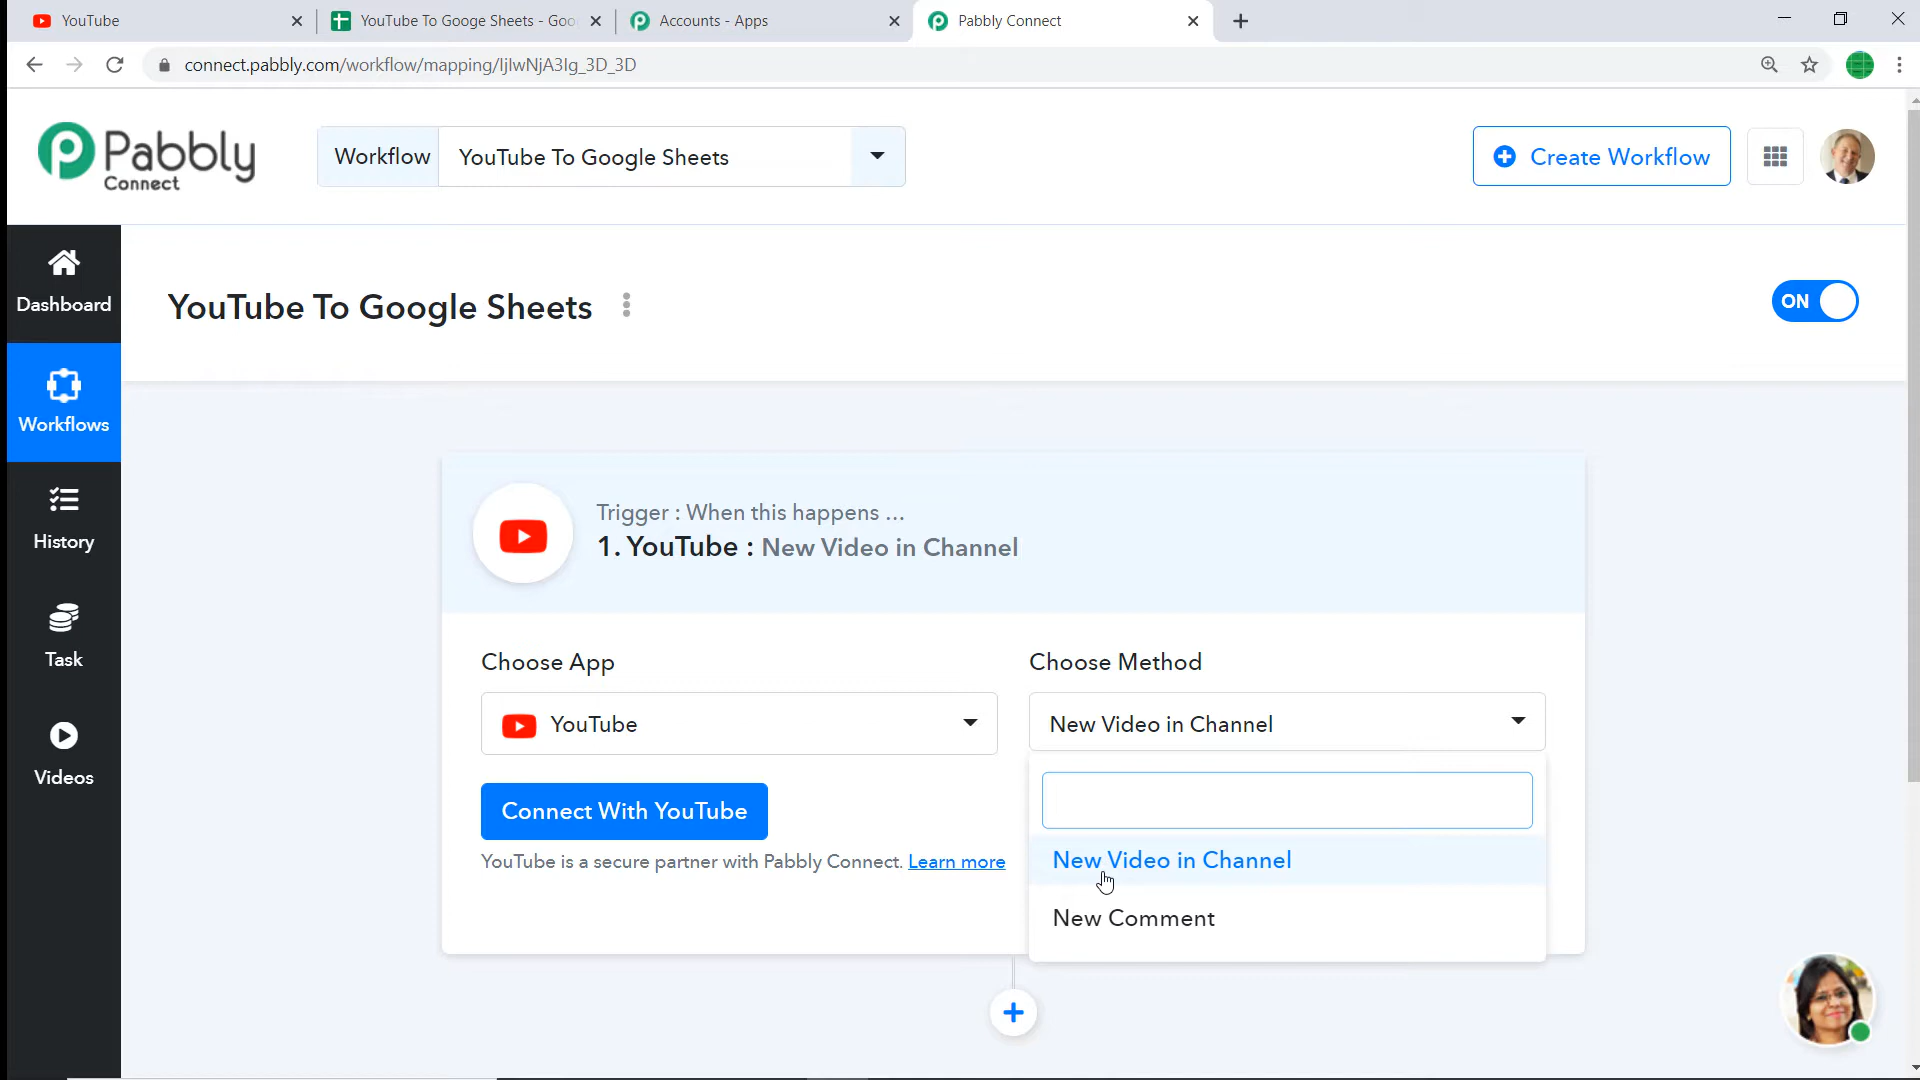 YouTube
YouTube To Googe Sheets - Goo
Accounts - Apps
Pabbly Connect
connect.pabbly.com/workflow/mapping/IjIwNjA3Ig_3D_3D
Pabbly
Connect
Workflow
YouTube To Google Sheets
Create Workflow
Dashboard
Workflows
History
Task
Videos
YouTube To Google Sheets
ON
Trigger : When this happens ...
1. YouTube : New Video in Channel
Choose App
Choose Method
YouTube
New Video in Channel
Connect With YouTube
YouTube is a secure partner with Pabbly Connect. Learn more
New Video in Channel
New Comment